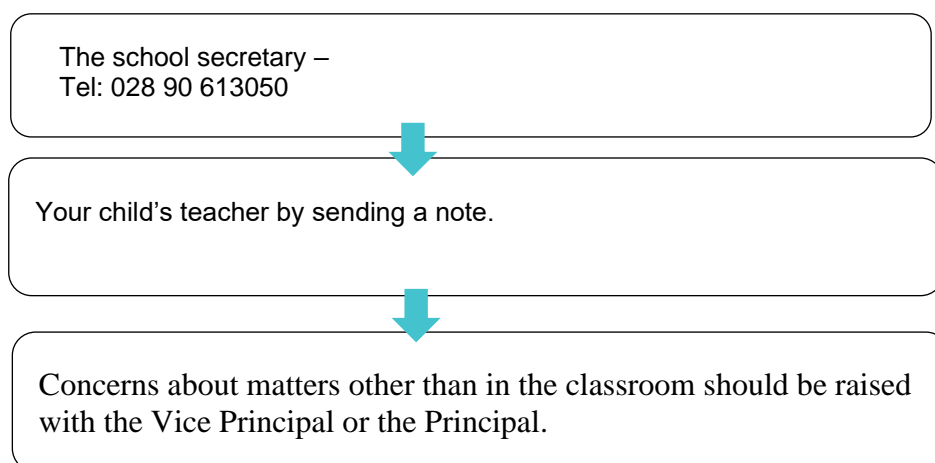 The school secretary –
Tel: 028 90 613050
Your child’s teacher by sending a note.
Concerns about matters other than in the classroom should be raised
with the Vice Principal or the Principal.